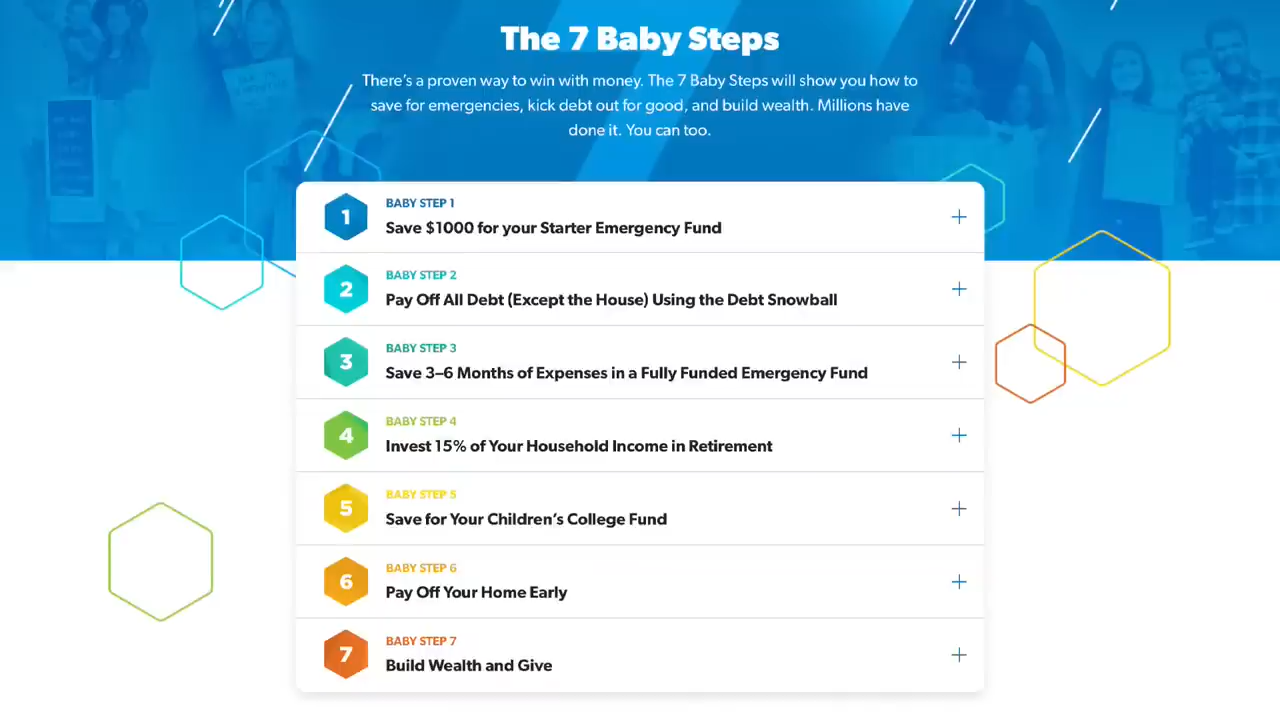 The 7 Baby Steps
There's a proven way to win with money. The 7 Baby Steps will show you how to
save for emergencies, kick debt out for good, and build wealth. Millions have
done it. You can too.
1
BABY STEP 1
Save $1000 for your Starter Emergency Fund
2
BABY STEP 2
Pay Off All Debt (Except the House) Using the Debt Snowball
3
BABY STEP 3
Save 3–6 Months of Expenses in a Fully Funded Emergency Fund
4
BABY STEP 4
Invest 15% of Your Household Income in Retirement
5
BABY STEP 5
Save for Your Children's College Fund
6
BABY STEP 6
Pay Off Your Home Early
7
BABY STEP 7
Build Wealth and Give